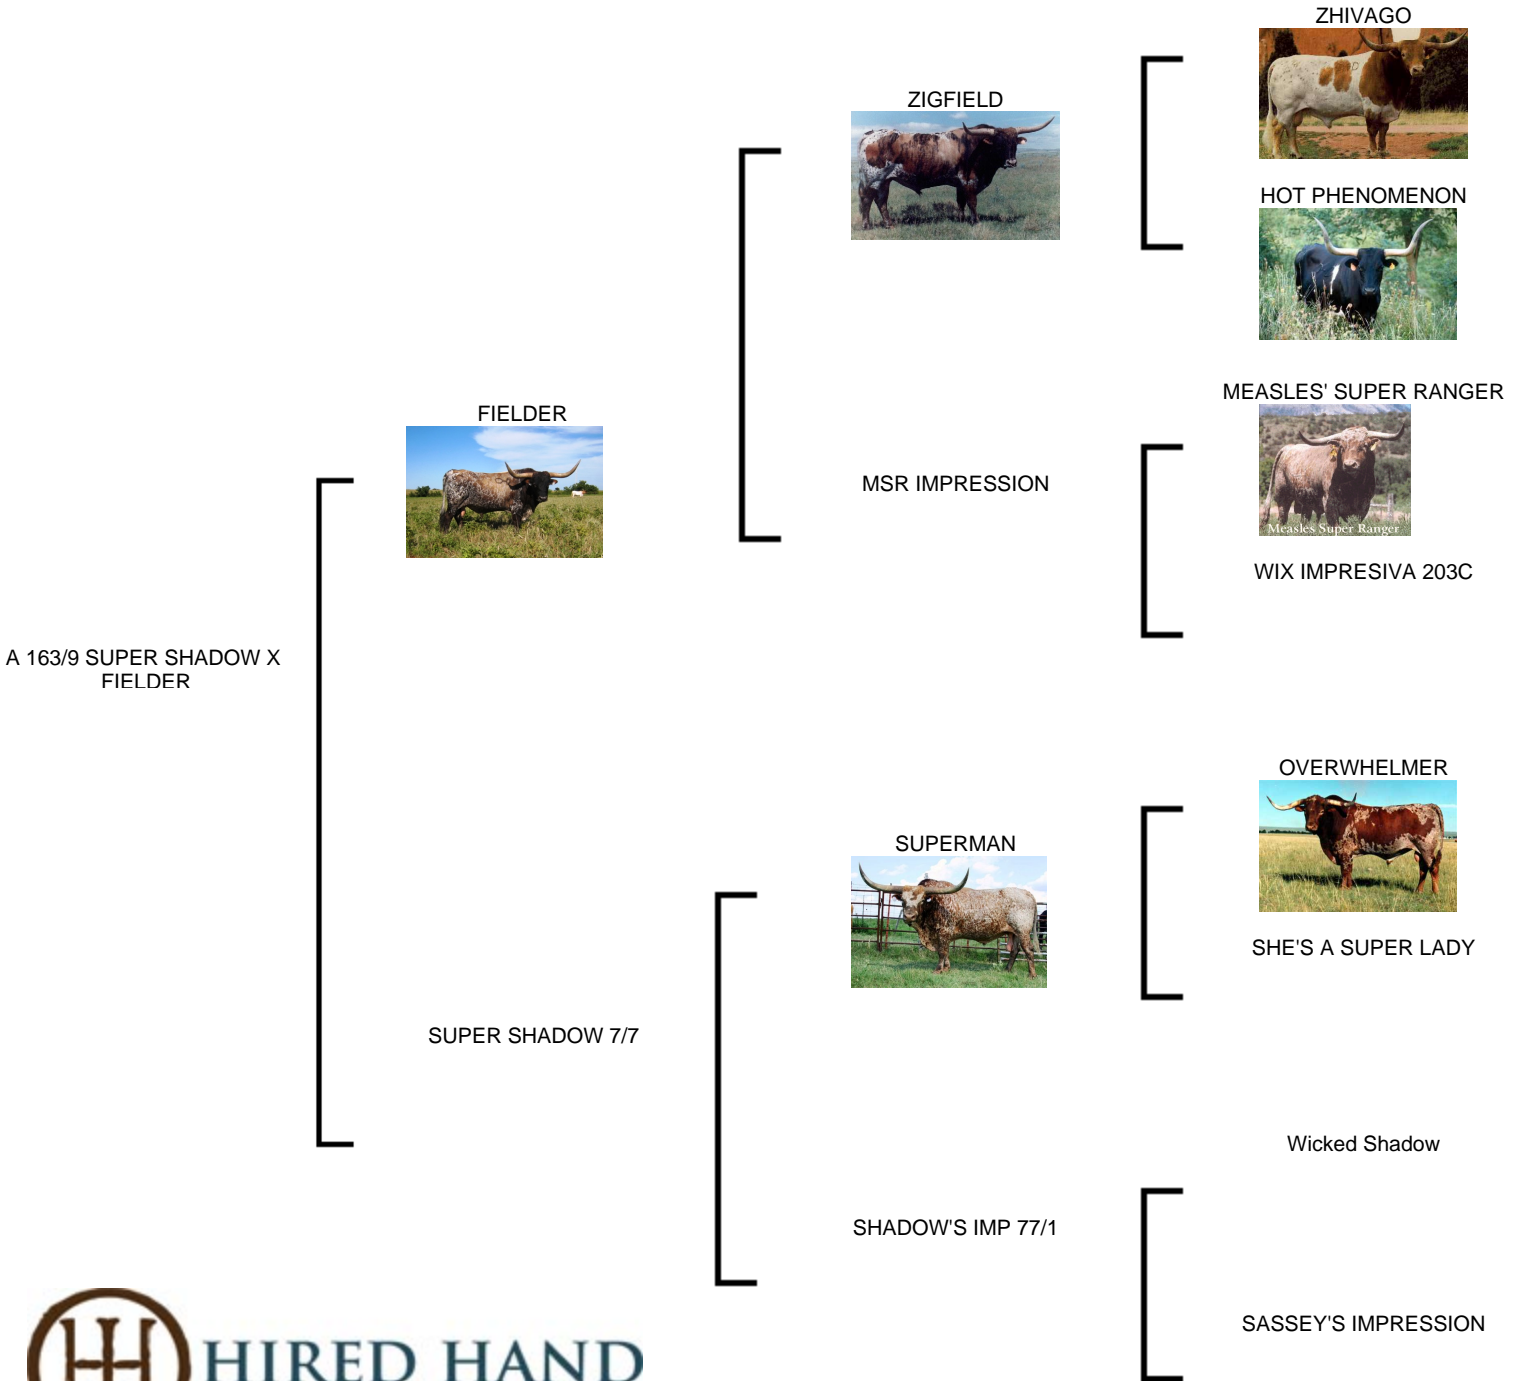 ZHIVAGO
ZIGFIELD
HOT PHENOMENON
MEASLES' SUPER RANGER
FIELDER
MSR IMPRESSION
Measles Super Ranger
WIX IMPRESIVA 203C
A 163/9 SUPER SHADOW X
FIELDER
OVERWHELMER
SUPERMAN
SHE'S A SUPER LADY
SUPER SHADOW 7/7
Wicked Shadow
SHADOW'S IMP 77/1
SASSEY'S IMPRESSION
HIRED HAND